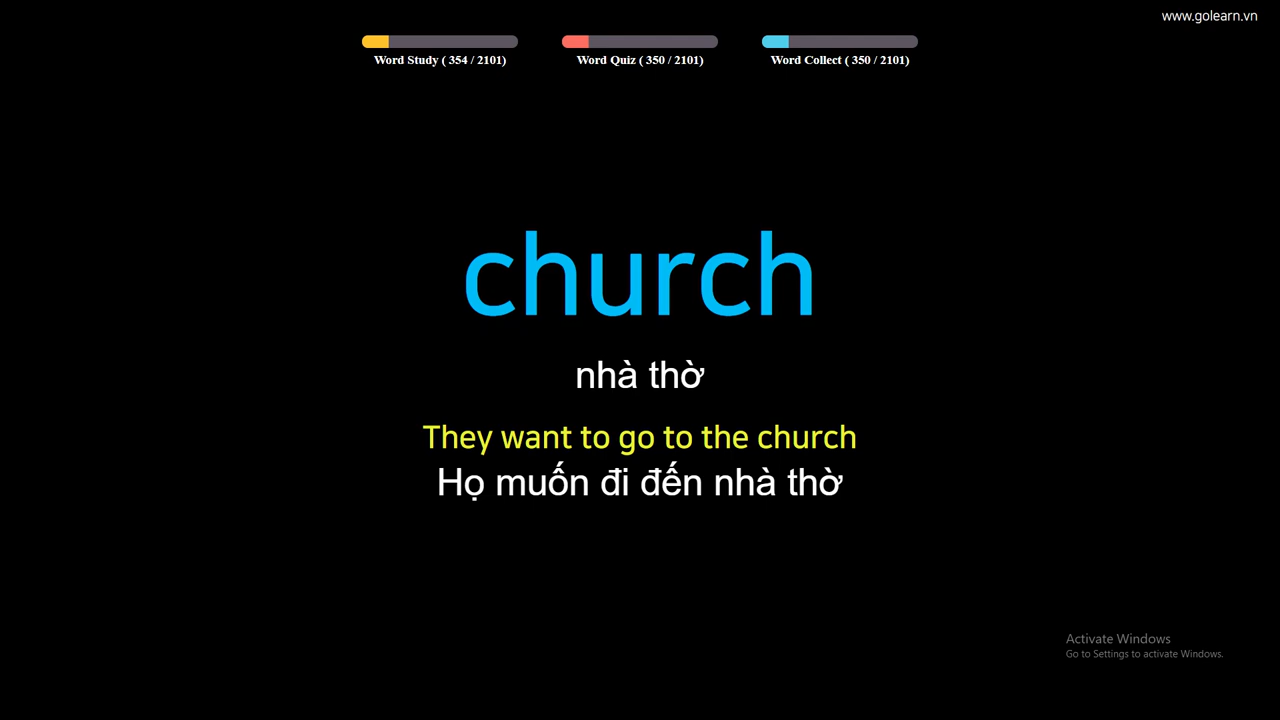 www.golearn.vn
Word Study ( 354 / 2101)
Word Quiz ( 350 / 2101)
Word Collect ( 350 / 2101)
church
nhà thờ
They want to go to the church
Họ muốn đi đến nhà thờ
Activate Windows
Go to Settings to activate Windows.